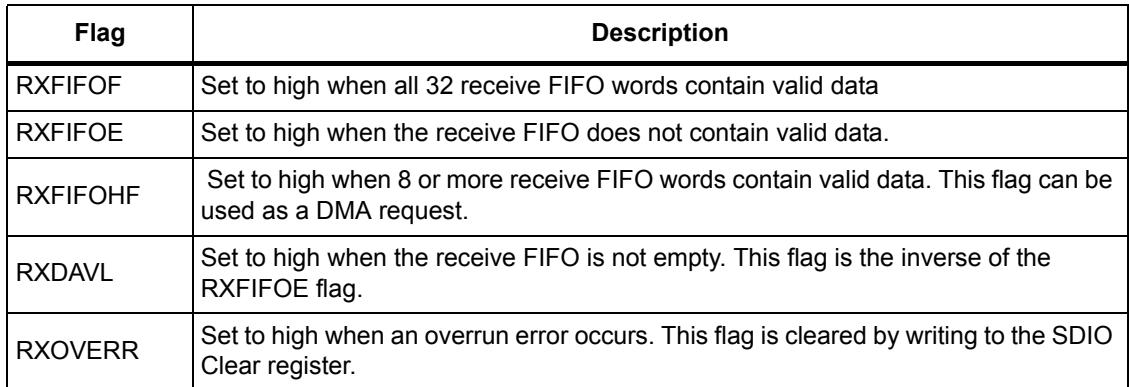 Flag Description
RXFIFOF Set to high when all 32 receive FIFO words contain valid data
RXFIFOE Set to high when the receive FIFO does not contain valid data.
RXFIFOHF Set to high when 8 or more receive FIFO words contain valid data. This flag can be
used as a DMA request.
RXDAVL Set to high when the receive FIFO is not empty. This flag is the inverse of the
RXFIFOE flag.
RXOVERR Set to high when an overrun error occurs. This flag is cleared by writing to the SDIO
Clear register.